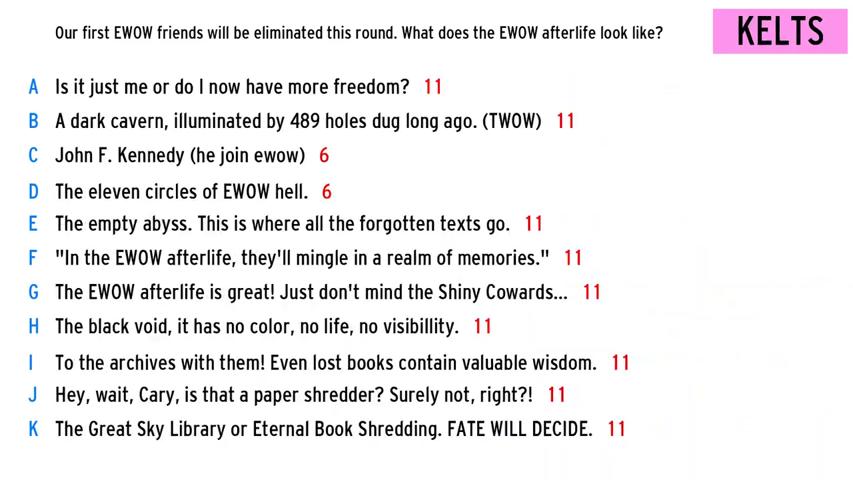 Our first EWOW friends will be eliminated this round. What does the EWOW afterlife look like?
KELTS
A Is it just me or do I now have more freedom? 11
B A dark cavern, illuminated by 489 holes dug long ago. (TWOW) 11
C John F. Kennedy (he join ewow) 6
D The eleven circles of EWOW hell. 6
E The empty abyss. This is where all the forgotten texts go. 11
F "In the EWOW afterlife, they'll mingle in a realm of memories." 11
G The EWOW afterlife is great! Just don't mind the Shiny Cowards... 11
H The black void, it has no color, no life, no visibillity. 11
I To the archives with them! Even lost books contain valuable wisdom. 11
J Hey, wait, Cary, is that a paper shredder? Surely not, right?! 11
K The Great Sky Library or Eternal Book Shredding. FATE WILL DECIDE. 11